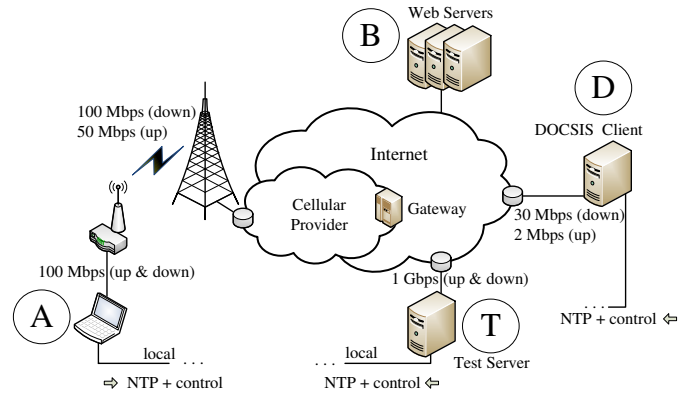 Web Servers
B
D
100 Mbps (down)
50 Mbps (up)
DOCSIS Client
Internet
Cellular
Provider
Gateway
30 Mbps (down)
2 Mbps (up)
100 Mbps (up & down)
1 Gbps (up & down)
A
T
. . .
NTP + control ⇦
local . . .
. . . local
Test Server
⇨ NTP + control
NTP + control ⇦